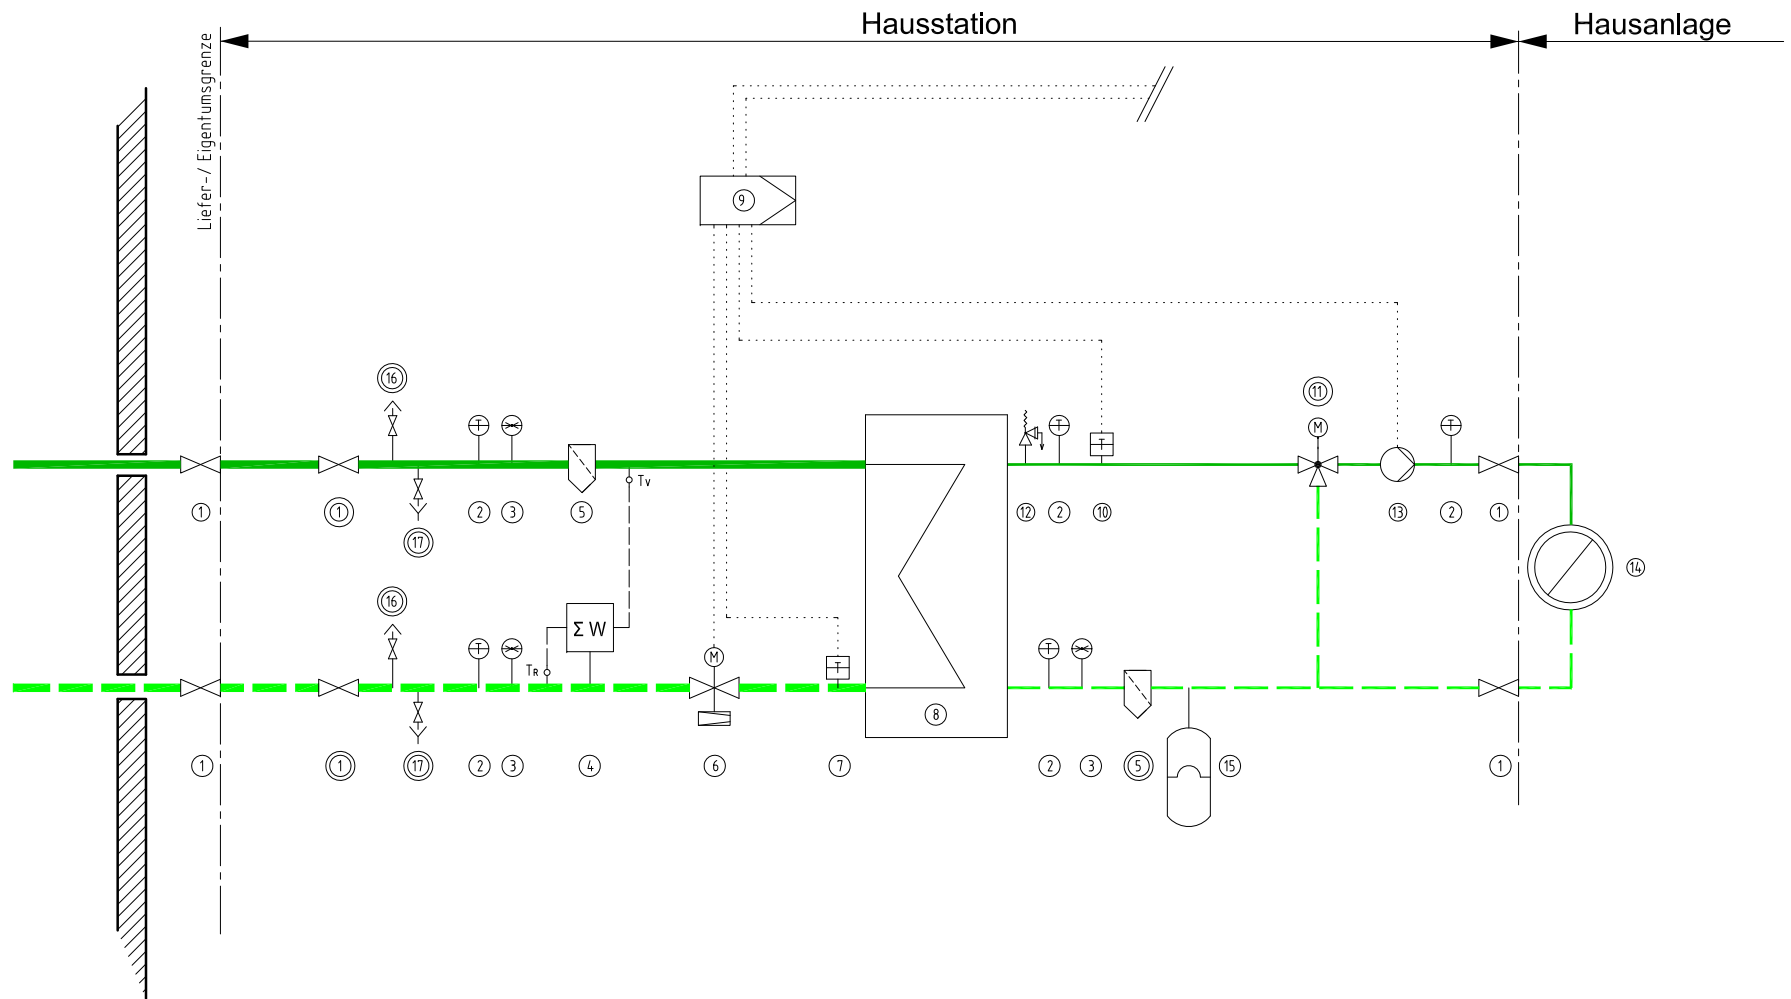 Hausstation
Hausanlage
Liefer-/ Eigentumsgrenze
9
16
11
T
T
M
T
T
TV
1
1
17
2
3
5
12
2
10
13
2
1
14
16
ΣW
T
TR
M
T
T
8
1
1
17
2
3
4
6
7
2
3
5
15
1